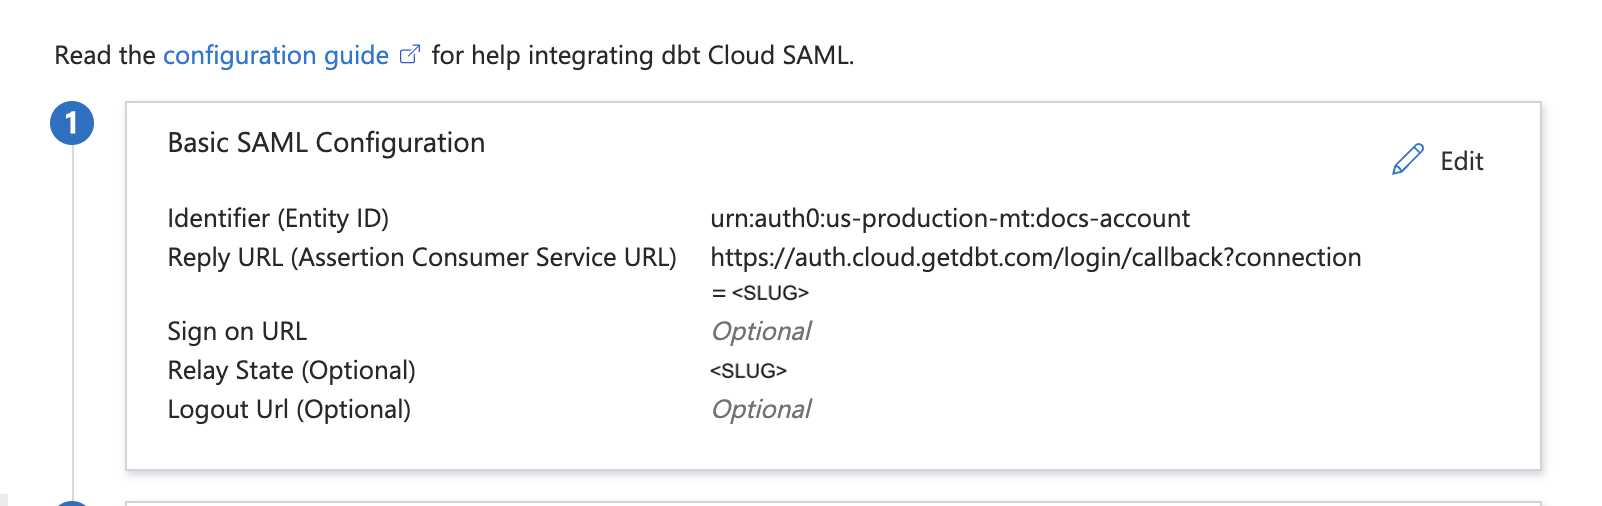 Read the configuration guide for help integrating dbt Cloud SAML.
1
Basic SAML Configuration
Edit
Identifier (Entity ID) urn:auth0:us-production-mt:docs-account
Reply URL (Assertion Consumer Service URL) https://auth.cloud.getdbt.com/login/callback?connection
= <SLUG>
Sign on URL Optional
Relay State (Optional) <SLUG>
Logout Url (Optional) Optional